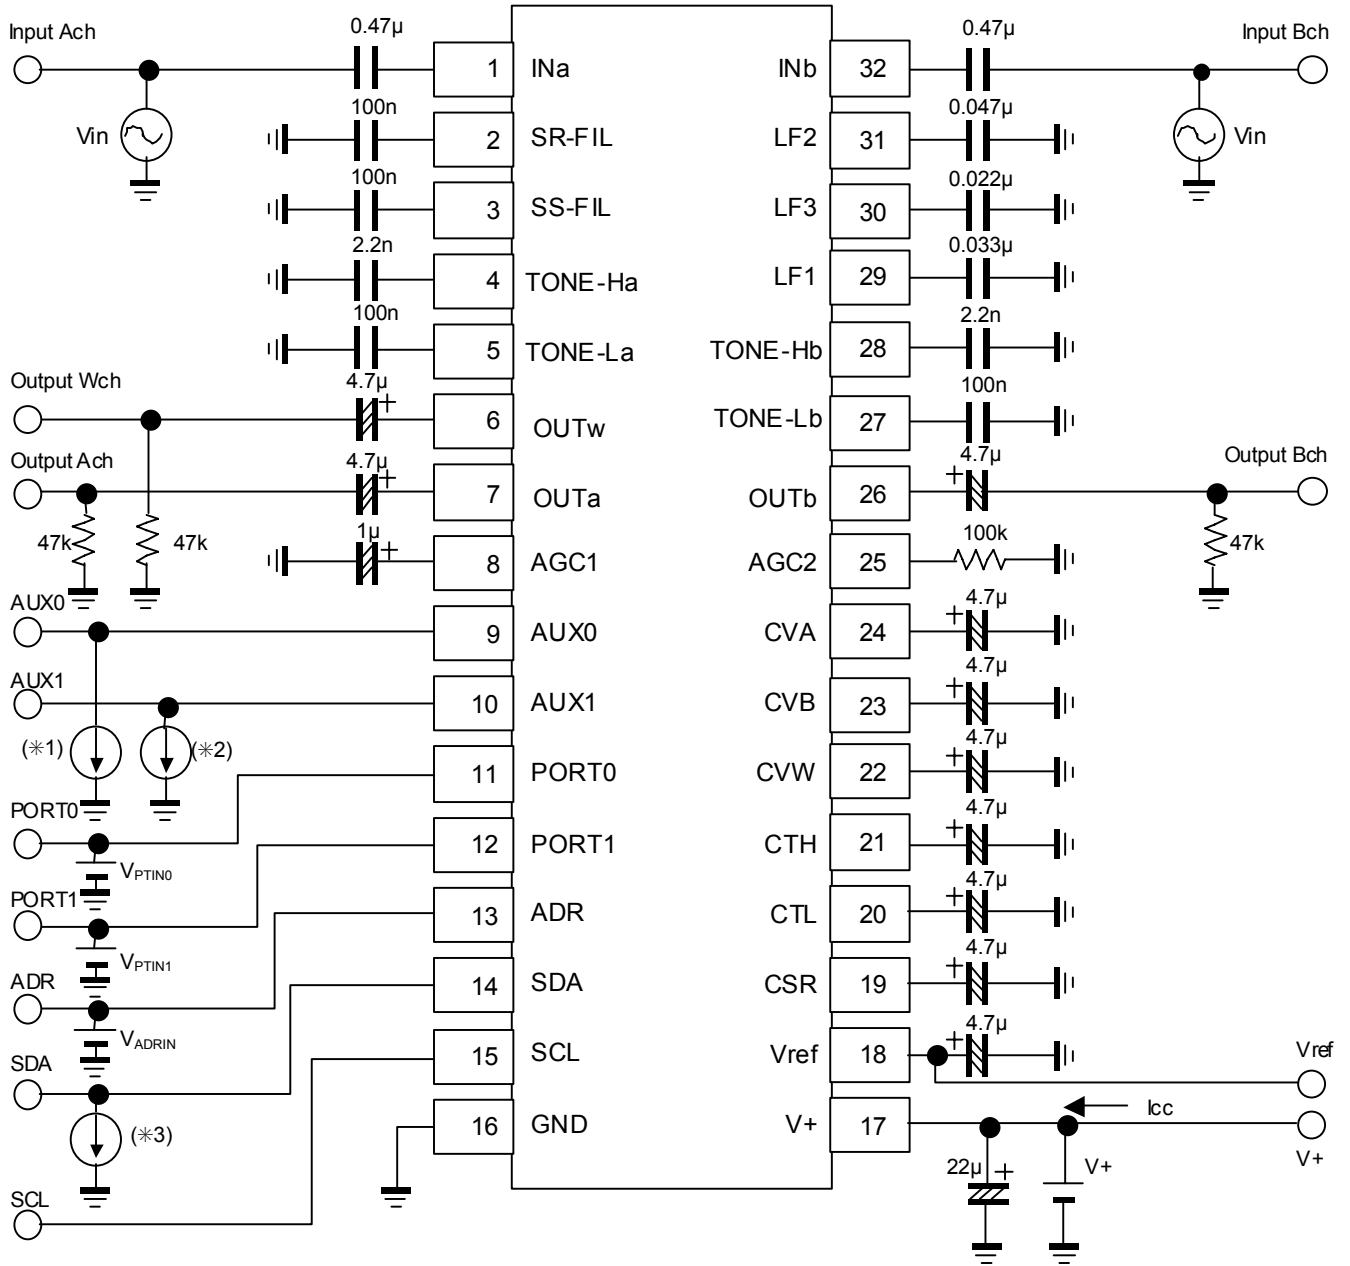 Input Ach 0.47µ 1 INa INb 32 0.47µ Input Bch
Vin 100n 2 SR-FIL LF2 31 0.047µ Vin
100n 3 SS-FIL LF3 30 0.022µ
2.2n 4 TONE-Ha LF1 29 0.033µ
100n 5 TONE-La TONE-Hb 28 2.2n
Output Wch 4.7µ 6 OUTw TONE-Lb 27 100n
Output Ach 4.7µ 7 OUTa OUTb 26 4.7µ Output Bch
47k 47k 1µ 8 AGC1 AGC2 25 100k 47k
AUX0 9 AUX0 CVA 24 4.7µ
AUX1 10 AUX1 CVB 23 4.7µ
(✳1) (✳2) 11 PORT0 CVW 22 4.7µ
PORT0 12 PORT1 CTH 21 4.7µ
VPTIN0
PORT1 13 ADR CTL 20 4.7µ
VPTIN1
ADR 14 SDA CSR 19 4.7µ
VADRIN
SDA 15 SCL Vref 18 4.7µ Vref
(✳3) 16 GND V+ 17 Icc V+
22µ V+
SCL